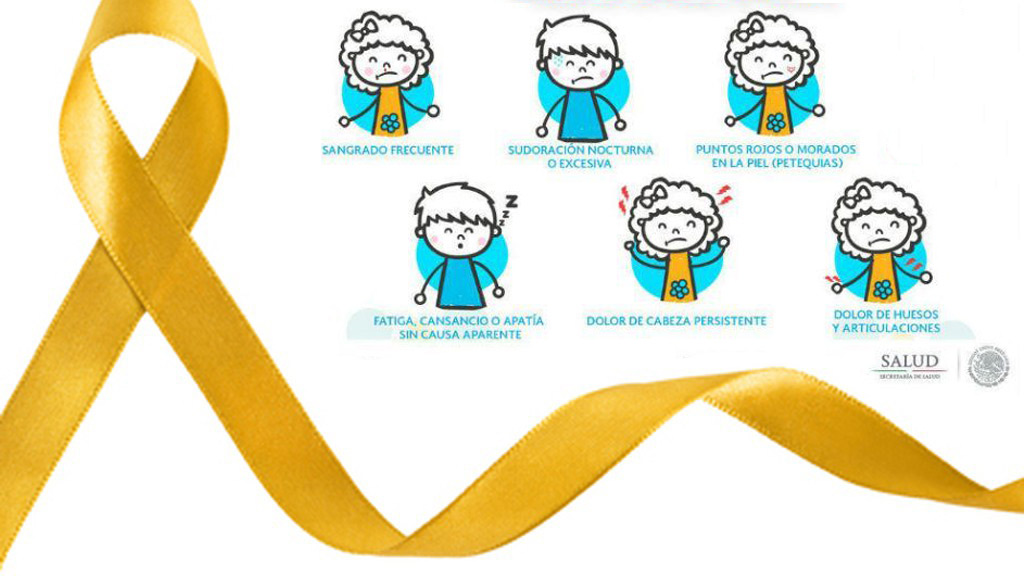 SANGRADO FRECUENTE
SUDORACIÓN NOCTURNA
O EXCESIVA
PUNTOS ROJOS O MORADOS
EN LA PIEL (PETEQUIAS)
Z
Z
Z
FATIGA, CANSANCIO O APATÍA
SIN CAUSA APARENTE
DOLOR DE CABEZA PERSISTENTE
DOLOR DE HUESOS
Y ARTICULACIONES
SALUD
SECRETARÍA DE SALUD